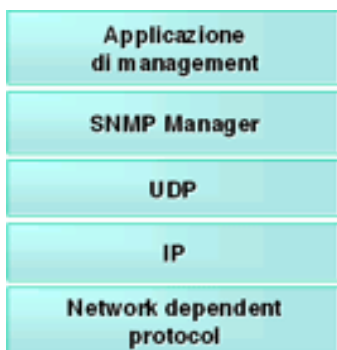 Applicazione
di management
SNMP Manager
UDP
IP
Network dependent
protocol